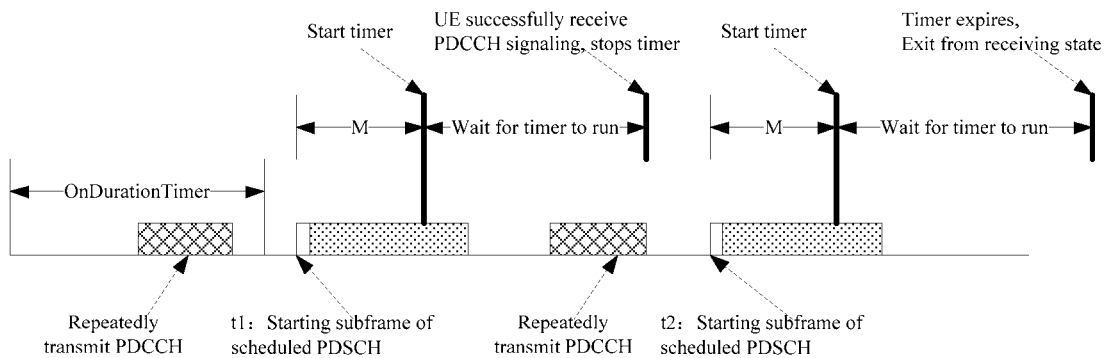 Start timer
UE successfully receive
PDCCH signaling, stops timer
Start timer
Timer expires,
Exit from receiving state
M
Wait for timer to run
M
Wait for timer to run
OnDurationTimer
Repeatedly
transmit PDCCH
t1：Starting subframe of
scheduled PDSCH
Repeatedly
transmit PDCCH
t2：Starting subframe of
scheduled PDSCH